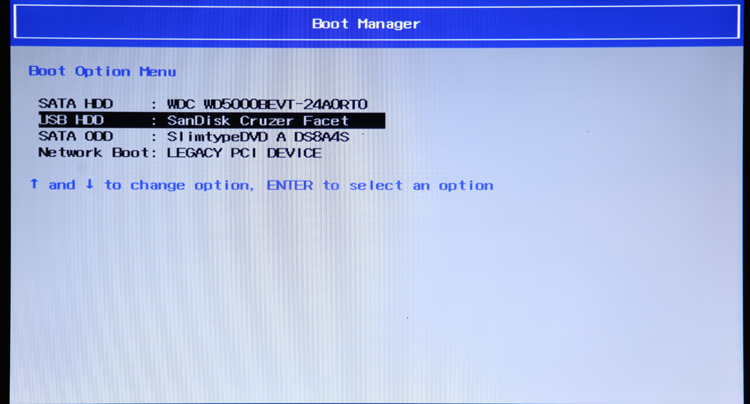 Boot Manager
Boot Option Menu
SATA HDD : WDC WD5000BEVT-24A0RT0
USB HDD : SanDisk Cruzer Facet
SATA ODD : SlimtypeDVD A DS8A4S
Network Boot: LEGACY PCI DEVICE
↑ and ↓ to change option, ENTER to select an option